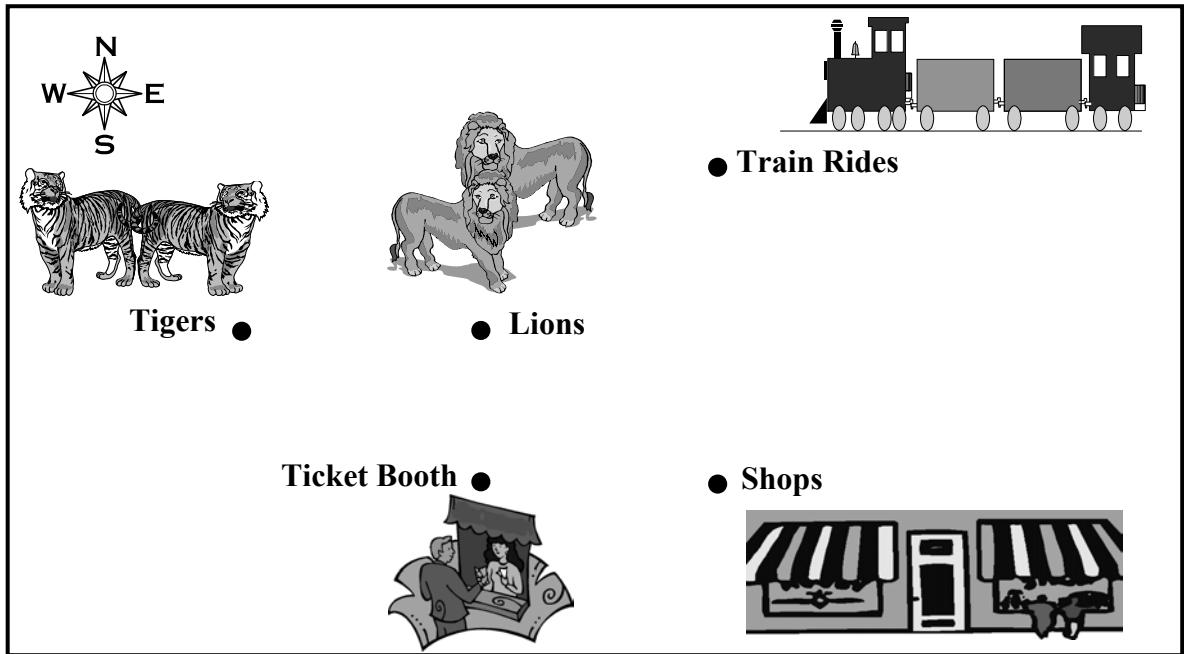 N
W E
S
Train Rides
Tigers
Lions
Ticket Booth
Shops